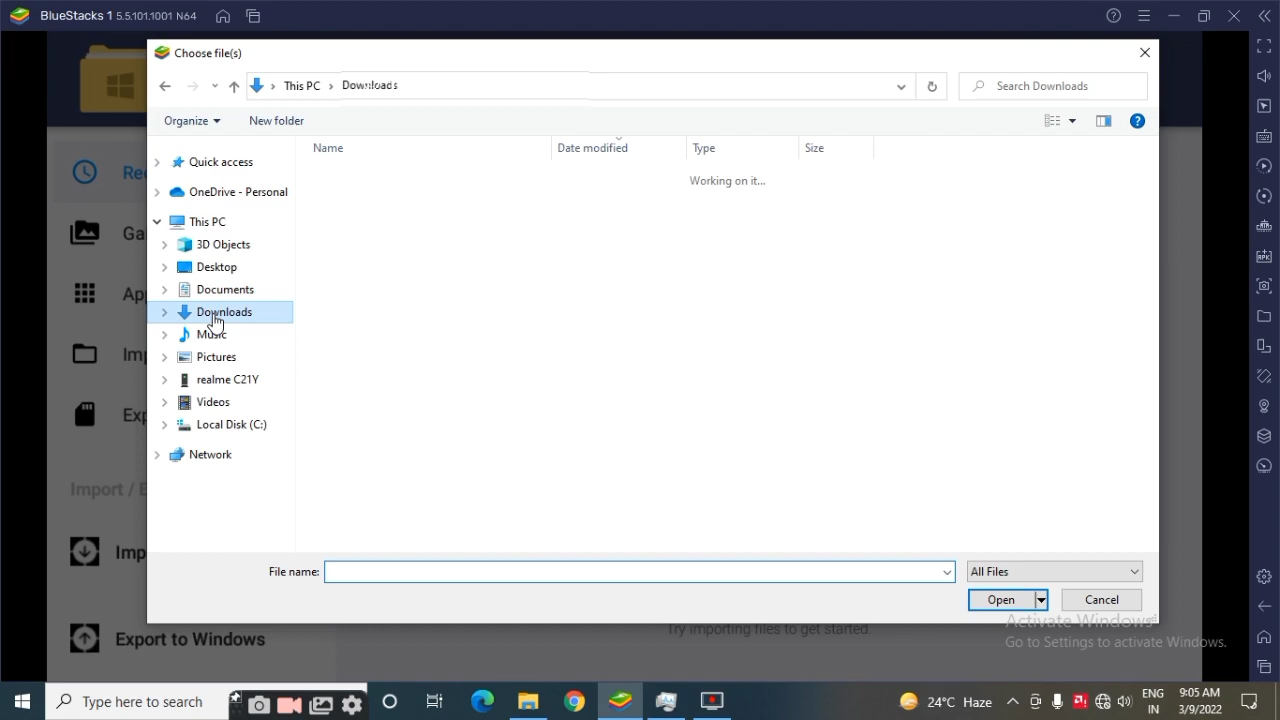 BlueStacks 1 5.5.101.1001 N64
Choose file(s)
This PC › Downloads
Search Downloads
Organize
New folder
Name
Date modified
Type
Size
Working on it...
Quick access
OneDrive - Personal
This PC
3D Objects
Desktop
Documents
Downloads
Music
Pictures
realme C21Y
Videos
Local Disk (C:)
Network
Import / E
Export to Windows
File name:
All Files
Open
Cancel
Try importing files to get started.
Activate Windows
Go to Settings to activate Windows.
Type here to search
24°C Haze
ENG
IN
9:05 AM
3/9/2022